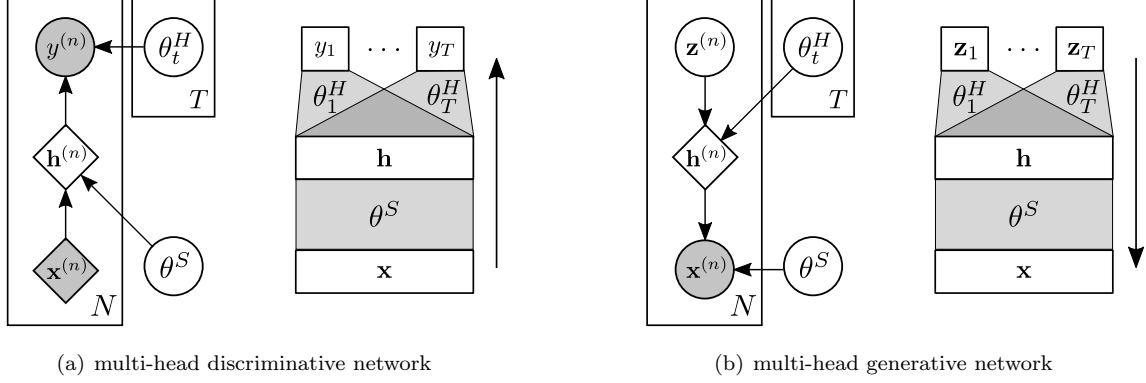 y^{(n)} θ_t^H T
h^{(n)}
x^{(n)} θ^S N
y_1 ··· y_T
θ_1^H θ_T^H
h
θ^S
x
(a) multi-head discriminative network
z^{(n)} θ_t^H T
h^{(n)}
x^{(n)} θ^S N
z_1 ··· z_T
θ_1^H θ_T^H
h
θ^S
x
(b) multi-head generative network